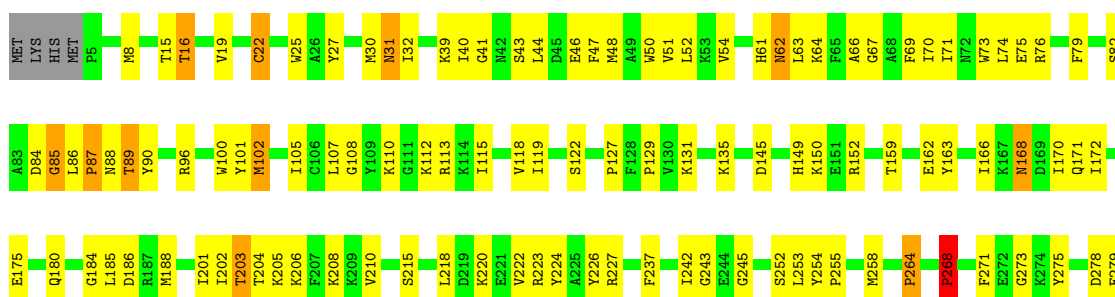 MET LYS HIS MET P5 M8 T15 T16 V19 C22 W25 A26 Y27 M30 N31 I32 K39 I40 G41 N42 S43 L44 D45 E46 F47 M48 A49 W50 V51 L52 K53 V54 H61 N62 L63 K64 F65 A66 G67 A68 F69 I70 I71 N72 W73 L74 E75 R76 F79 S82
A83 D84 G85 L86 P87 N88 T89 Y90 R96 W100 Y101 M102 I105 C106 L107 G108 Y109 K110 G111 K112 R113 K114 I115 V118 I119 S122 P127 F128 P129 V130 K131 K135 D145 H149 K150 E151 R152 T159 E162 Y163 I166 K167 N168 D169 I170 Q171 I172
E175 Q180 G184 L185 D186 R187 M188 I201 I202 T203 T204 K205 K206 F207 K208 K209 V210 S215 L218 D219 K220 E221 V222 R223 Y224 A225 Y226 R227 F237 I242 G243 E244 G245 S252 L253 Y254 P255 M258 P264 P268 F271 E272 G273 K274 Y275 D278